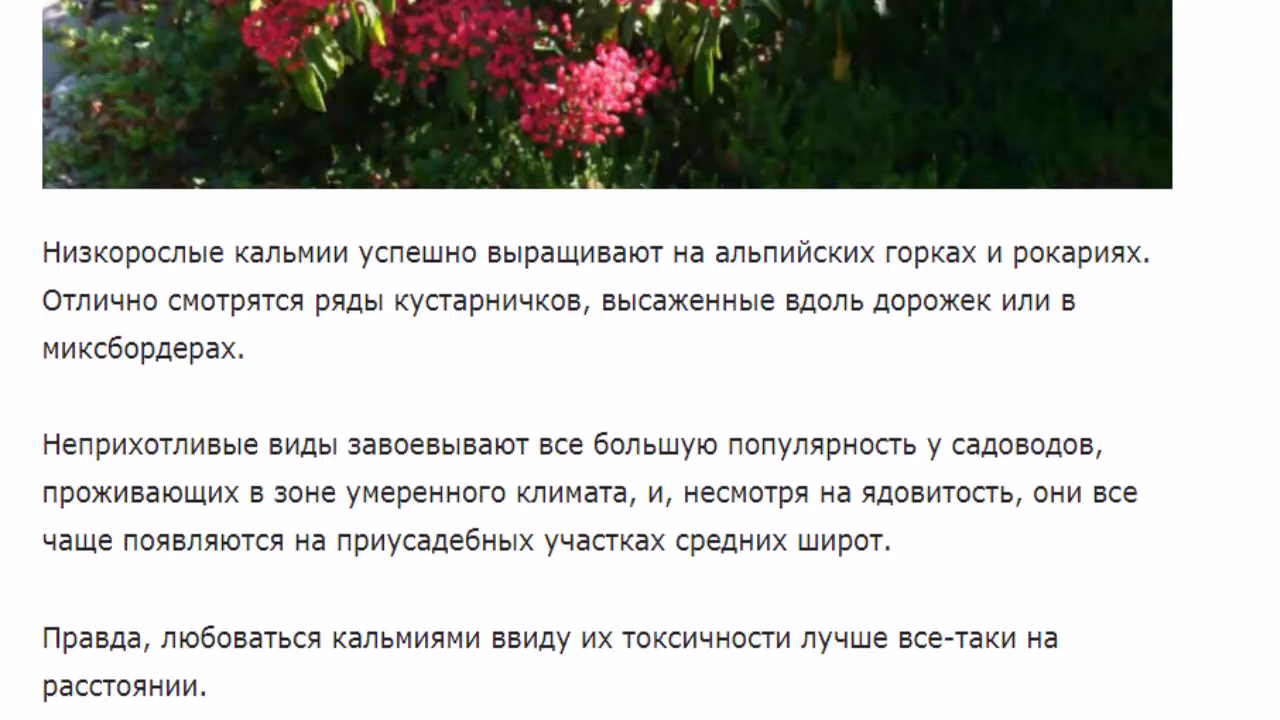 Низкорослые кальмии успешно выращивают на альпийских горках и рокариях.
Отлично смотрятся ряды кустарничков, высаженные вдоль дорожек или в
миксбордерах.
Неприхотливые виды завоевывают все большую популярность у садоводов,
проживающих в зоне умеренного климата, и, несмотря на ядовитость, они все
чаще появляются на приусадебных участках средних широт.
Правда, любоваться кальмиями ввиду их токсичности лучше все-таки на
расстоянии.